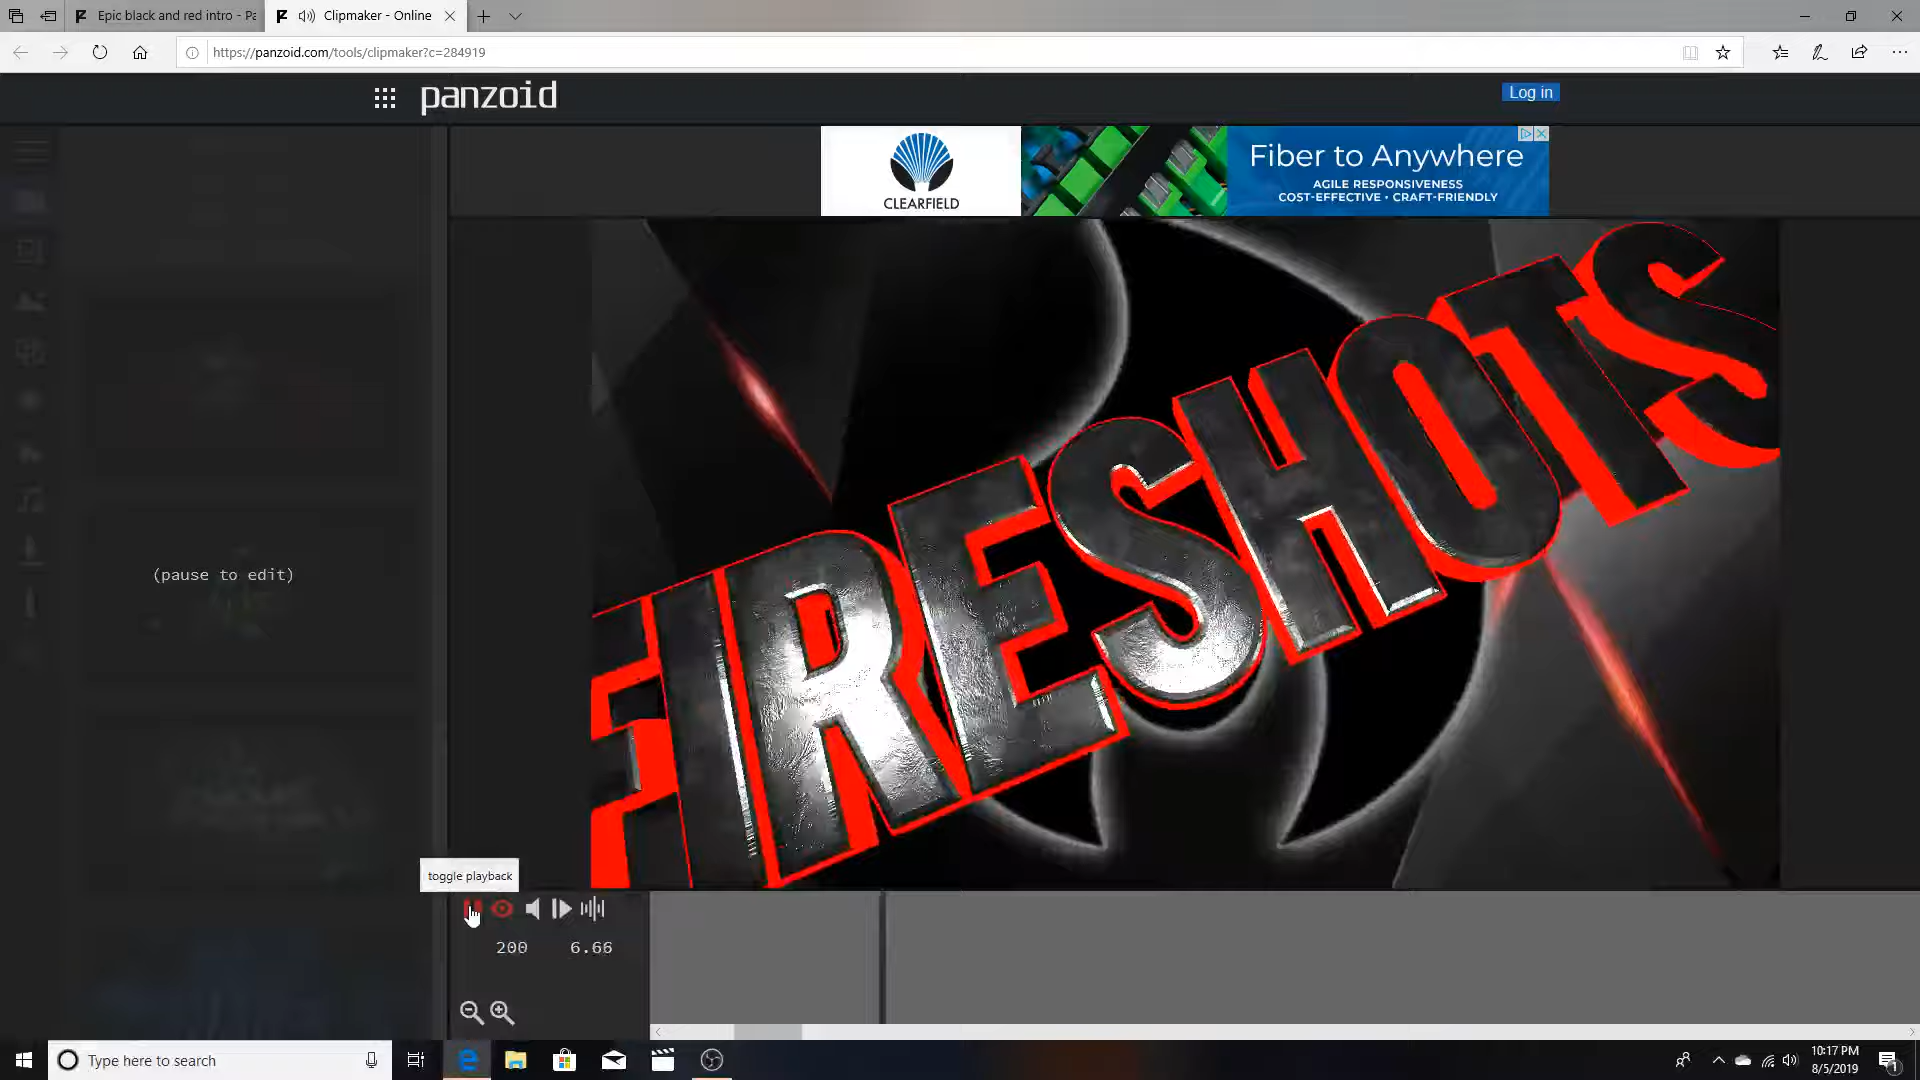 Epic black and red intro - Pa
Clipmaker - Online
https://panzoid.com/tools/clipmaker?c=284919
panzoid
Log in
CLEARFIELD
Fiber to Anywhere
AGILE RESPONSIVENESS
COST-EFFECTIVE • CRAFT-FRIENDLY
FIRESHOTS
(pause to edit)
toggle playback
200 6.66
Type here to search
10:17 PM
8/5/2019
1